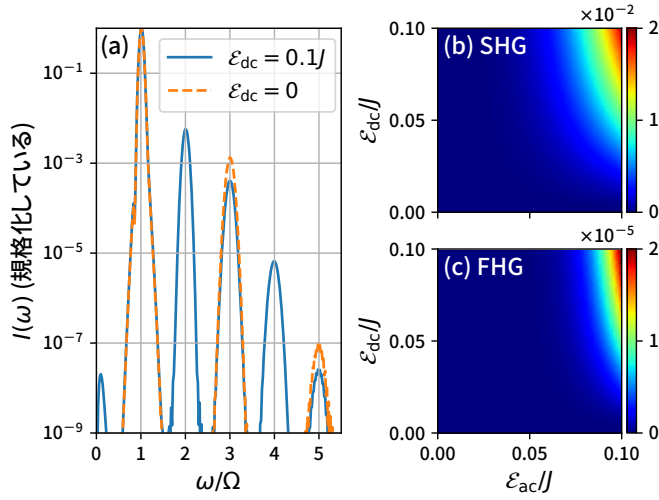 (a)
ℰdc = 0.1J
ℰdc = 0
I(ω) (規格化している)
10⁻¹
10⁻³
10⁻⁵
10⁻⁷
10⁻⁹
0 1 2 3 4 5
ω/Ω
(b) SHG
×10⁻²
ℰdc/J
0.10
0.05
0.00
2
1
0
(c) FHG
×10⁻⁵
ℰdc/J
0.10
0.05
0.00
2
1
0
0.00 0.05 0.10
ℰac/J